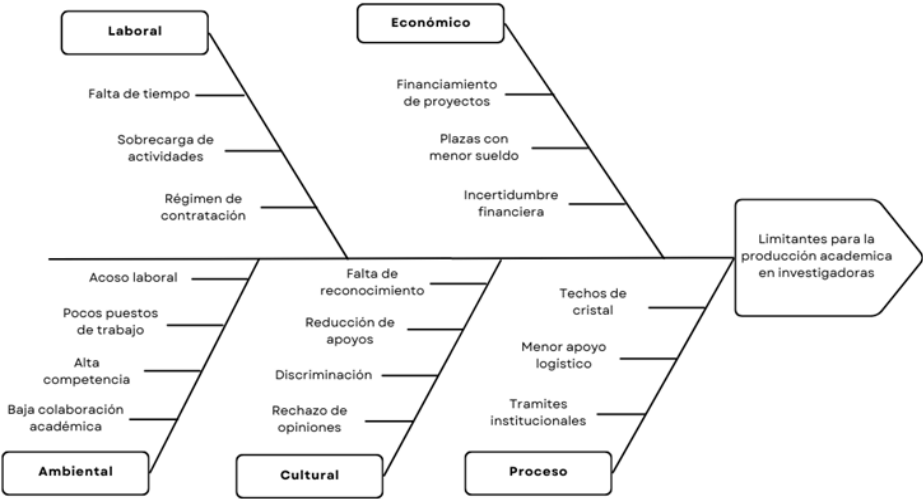 Laboral
Falta de tiempo
Sobrecarga de
actividades
Régimen de
contratación
Económico
Financiamiento
de proyectos
Plazas con
menor sueldo
Incertidumbre
financiera
Limitantes para la
producción academica
en investigadoras
Acoso laboral
Pocos puestos
de trabajo
Alta
competencia
Baja colaboración
académica
Ambiental
Falta de
reconocimiento
Reducción de
apoyos
Discriminación
Rechazo de
opiniones
Cultural
Techos de
cristal
Menor apoyo
logístico
Tramites
institucionales
Proceso